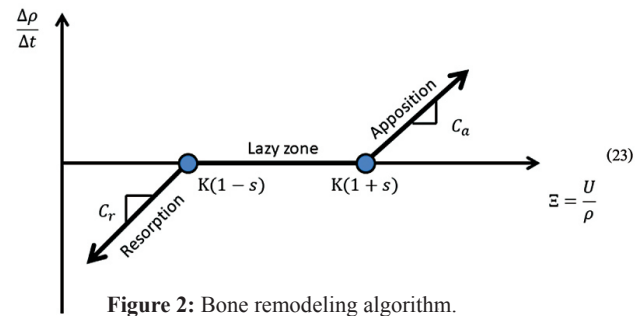 Δρ
Δt
Apposition
C_a
Lazy zone
(23)
K(1 − s)
K(1 + s)
Ξ = U/ρ
C_r
Resorption
Figure 2: Bone remodeling algorithm.